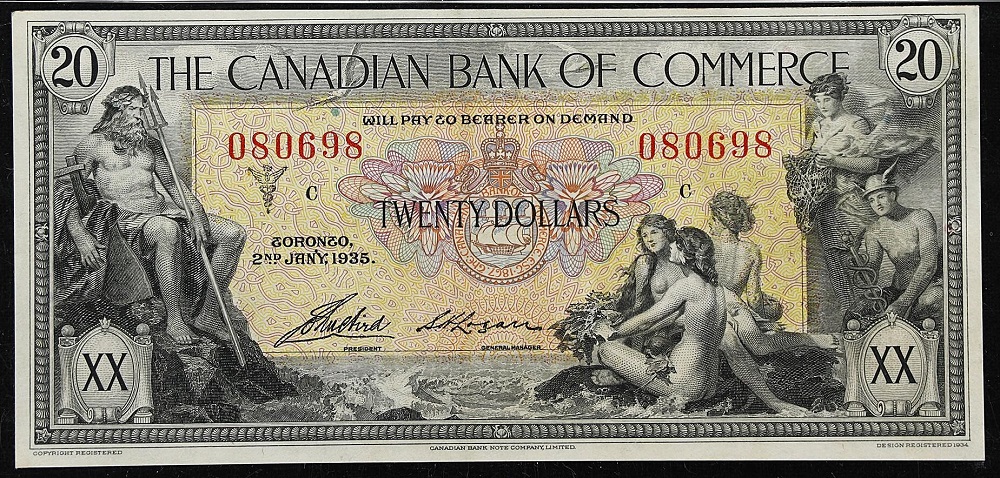 20 20
THE CANADIAN BANK OF COMMERCE
WILL PAY TO BEARER ON DEMAND
080698 080698
C C
TWENTY DOLLARS
TORONTO,
2ND JANY, 1935.
PRESIDENT GENERAL MANAGER
XX XX
COPYRIGHT REGISTERED CANADIAN BANK NOTE COMPANY, LIMITED. DESIGN REGISTERED 1934